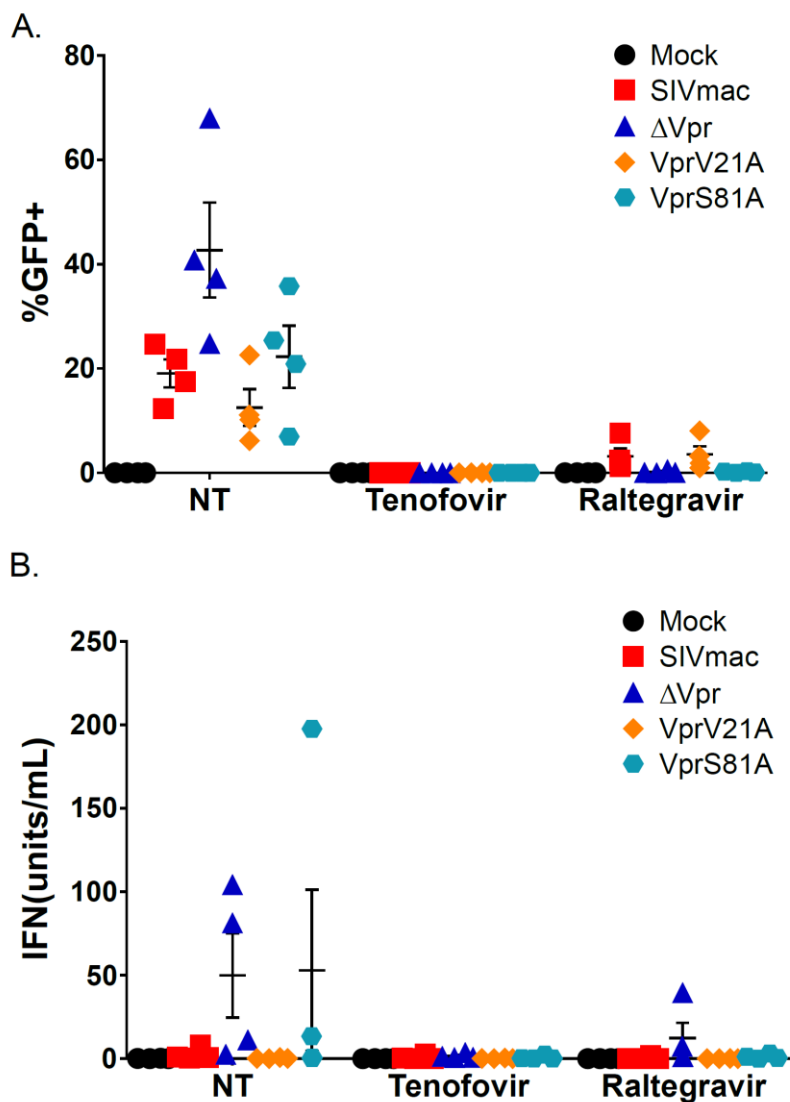 A.
%GFP+
80
60
40
20
0
NT
Tenofovir
Raltegravir
Mock
SIVmac
ΔVpr
VprV21A
VprS81A
B.
IFN(units/mL)
250
200
150
100
50
0
NT
Tenofovir
Raltegravir
Mock
SIVmac
ΔVpr
VprV21A
VprS81A